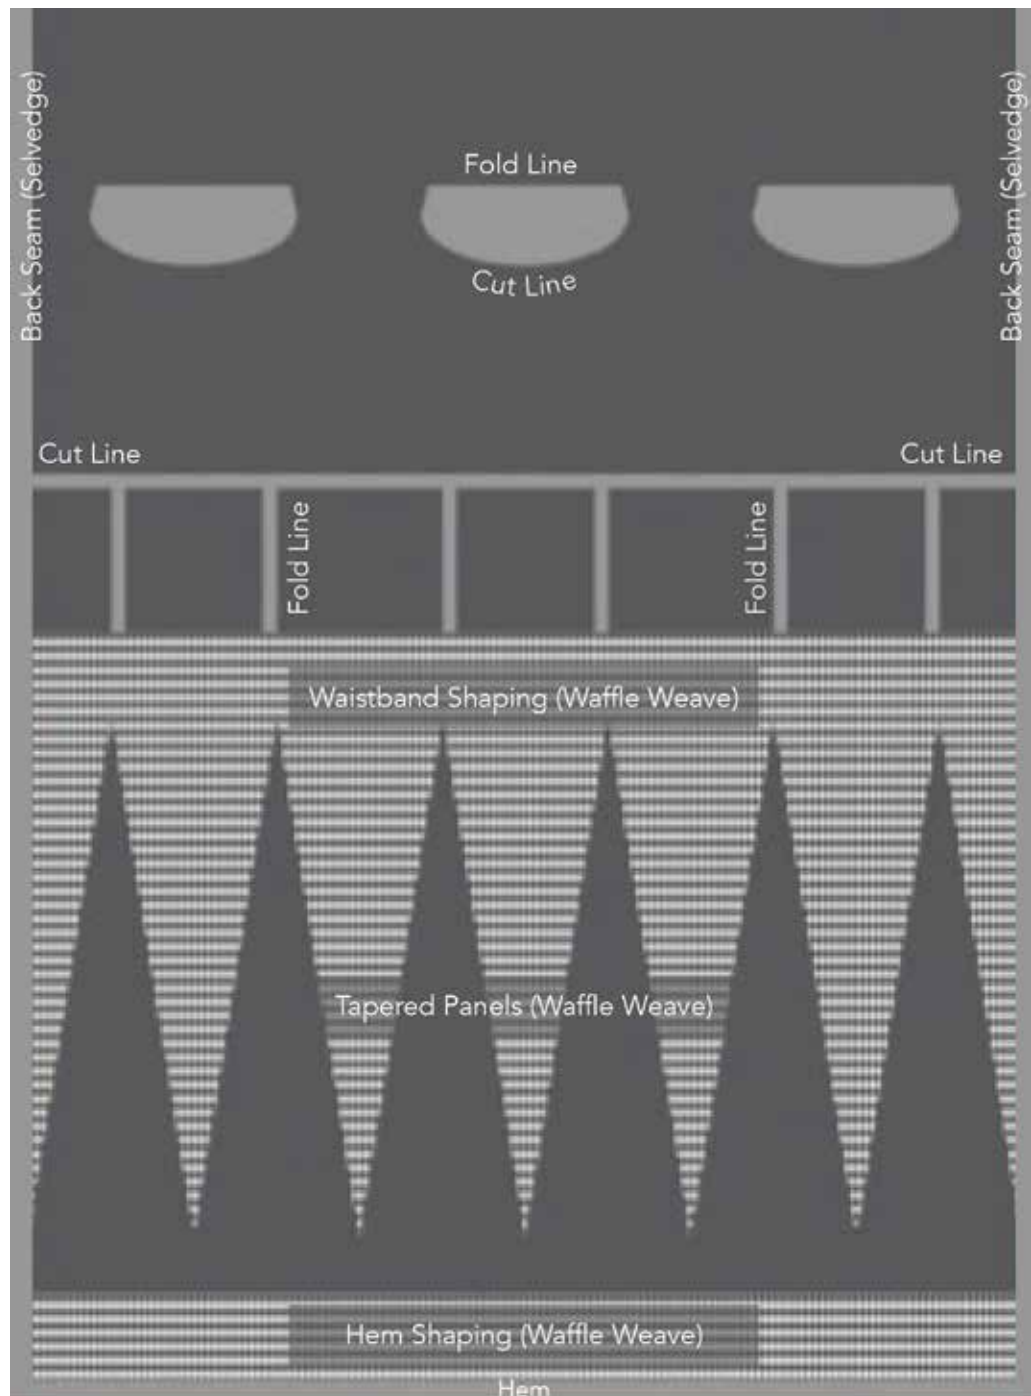 Back Seam (Selvedge)
Back Seam (Selvedge)
Fold Line
Cut Line
Cut Line
Cut Line
Fold Line
Fold Line
Waistband Shaping (Waffle Weave)
Tapered Panels (Waffle Weave)
Hem Shaping (Waffle Weave)
Hem